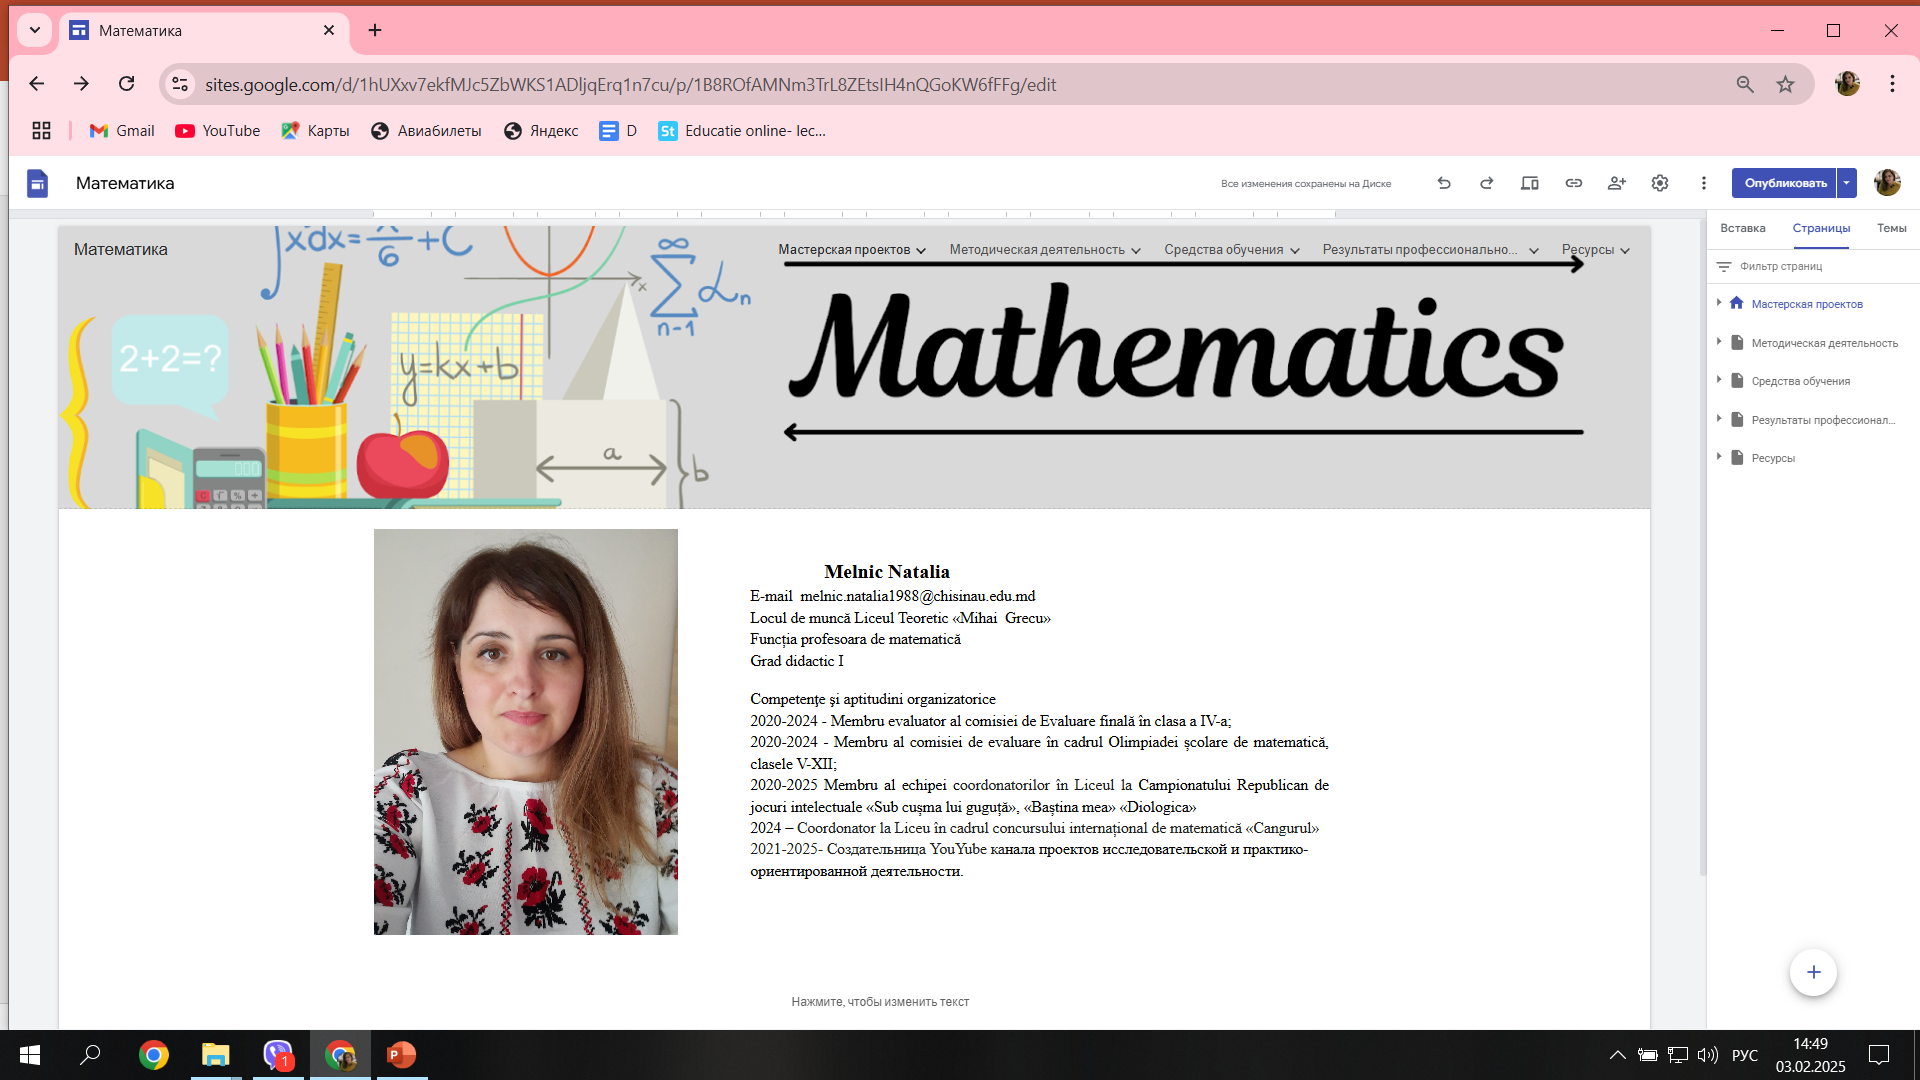 Математика
sites.google.com/d/1hUXxv7ekfMJc5ZbWKS1ADljqErq1n7cu/p/1B8ROfAMNm3TrL8ZEtsIH4nQGoKW6fFFg/edit
Gmail YouTube Карты Авиабилеты Яндекс D St Educatie online- lec...
Математика
Все изменения сохранены на Диске
Опубликовать
Вставка Страницы Темы
Фильтр страниц
Мастерская проектов
Методическая деятельность
Средства обучения
Результаты профессионал...
Ресурсы
Математика
Мастерская проектов Методическая деятельность Средства обучения Результаты профессионально... Ресурсы
∫xdx= x/6 +C
x
∞
∑ αn
n-1
2+2=?
y=kx+b
a
b
Mathematics
Melnic Natalia
E-mail melnic.natalia1988@chisinau.edu.md
Locul de muncă Liceul Teoretic «Mihai Grecu»
Funcția profesoara de matematică
Grad didactic I
Competenţe şi aptitudini organizatorice
2020-2024 - Membru evaluator al comisiei de Evaluare finală în clasa a IV-a;
2020-2024 - Membru al comisiei de evaluare în cadrul Olimpiadei școlare de matematică,
clasele V-XII;
2020-2025 Membru al echipei coordonatorilor în Liceul la Campionatului Republican de
jocuri intelectuale «Sub cușma lui guguță», «Baștina mea» «Diologica»
2024 – Coordonator la Liceu în cadrul concursului internațional de matematică «Cangurul»
2021-2025- Создательница YouYube канала проектов исследовательской и практико-
ориентированной деятельности.
Нажмите, чтобы изменить текст
1
P
РУС
14:49
03.02.2025